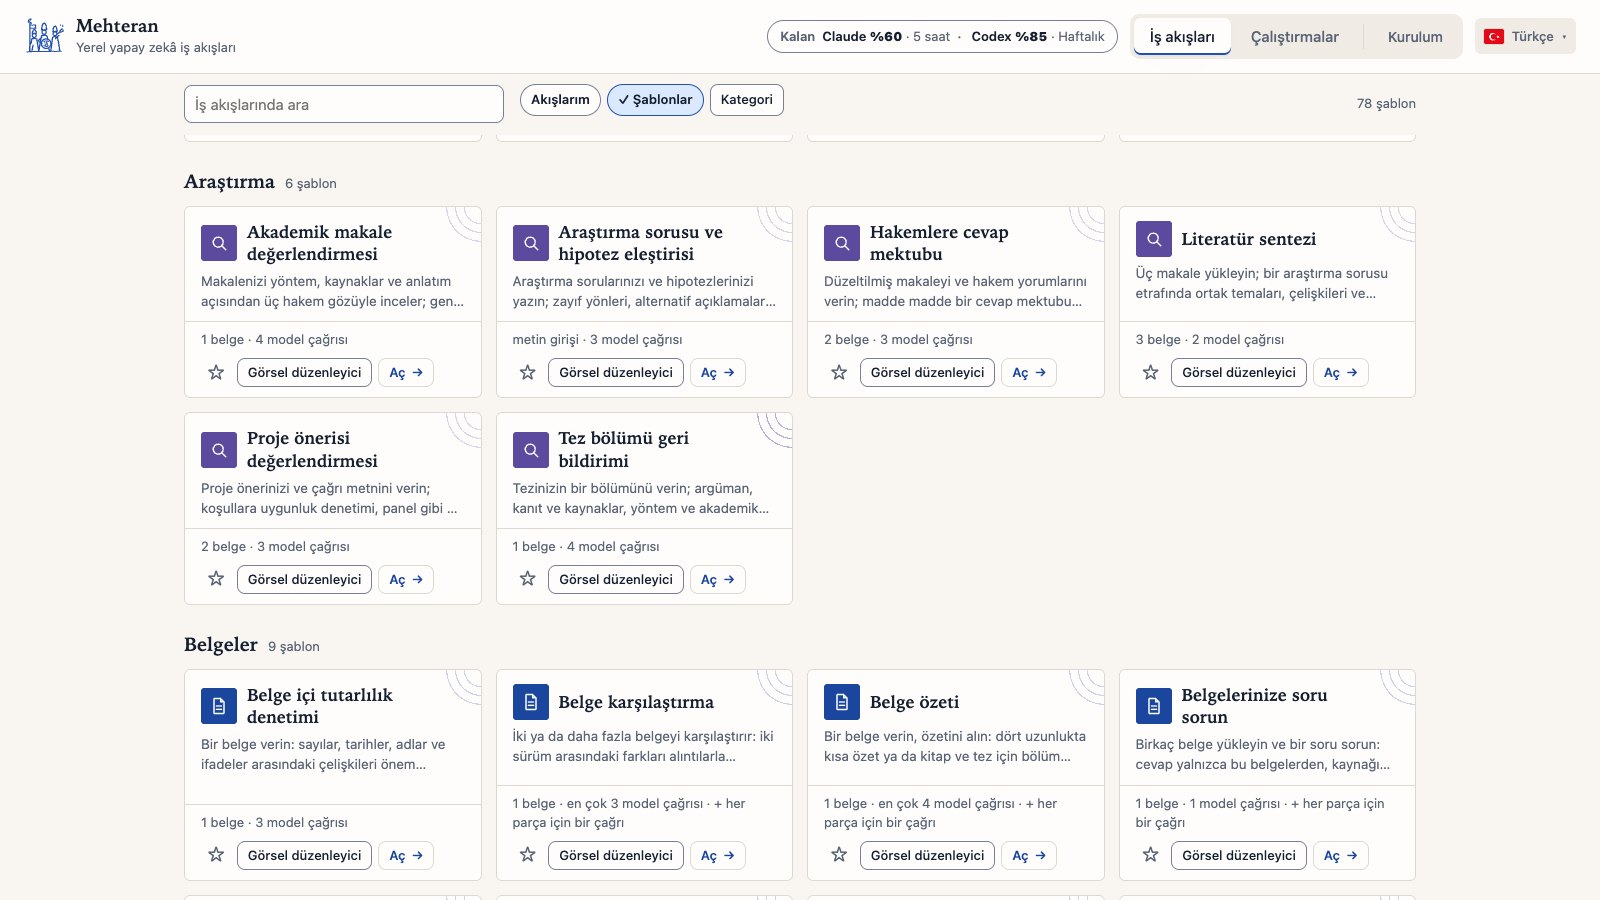 Mehteran
Yerel yapay zekâ iş akışları
Kalan Claude %60 · 5 saat · Codex %85 · Haftalık
İş akışları
Çalıştırmalar
Kurulum
Türkçe
İş akışlarında ara
Akışlarım
✓ Şablonlar
Kategori
78 şablon
Araştırma 6 şablon
Akademik makale
değerlendirmesi
Makalenizi yöntem, kaynaklar ve anlatım
açısından üç hakem gözüyle inceler; gen...
1 belge · 4 model çağrısı
Görsel düzenleyici
Aç →
Araştırma sorusu ve
hipotez eleştirisi
Araştırma sorularınızı ve hipotezlerinizi
yazın; zayıf yönleri, alternatif açıklamalar...
metin girişi · 3 model çağrısı
Görsel düzenleyici
Aç →
Hakemlere cevap
mektubu
Düzeltilmiş makaleyi ve hakem yorumlarını
verin; madde madde bir cevap mektubu...
2 belge · 3 model çağrısı
Görsel düzenleyici
Aç →
Literatür sentezi
Üç makale yükleyin; bir araştırma sorusu
etrafında ortak temaları, çelişkileri ve...
3 belge · 2 model çağrısı
Görsel düzenleyici
Aç →
Proje önerisi
değerlendirmesi
Proje önerinizi ve çağrı metnini verin;
koşullara uygunluk denetimi, panel gibi ...
2 belge · 3 model çağrısı
Görsel düzenleyici
Aç →
Tez bölümü geri
bildirimi
Tezinizin bir bölümünü verin; argüman,
kanıt ve kaynaklar, yöntem ve akademik...
1 belge · 4 model çağrısı
Görsel düzenleyici
Aç →
Belgeler 9 şablon
Belge içi tutarlılık
denetimi
Bir belge verin: sayılar, tarihler, adlar ve
ifadeler arasındaki çelişkileri önem...
1 belge · 3 model çağrısı
Görsel düzenleyici
Aç →
Belge karşılaştırma
İki ya da daha fazla belgeyi karşılaştırır: iki
sürüm arasındaki farkları alıntılarla...
1 belge · en çok 3 model çağrısı · + her
parça için bir çağrı
Görsel düzenleyici
Aç →
Belge özeti
Bir belge verin, özetini alın: dört uzunlukta
kısa özet ya da kitap ve tez için bölüm...
1 belge · en çok 4 model çağrısı · + her
parça için bir çağrı
Görsel düzenleyici
Aç →
Belgelerinize soru
sorun
Birkaç belge yükleyin ve bir soru sorun:
cevap yalnızca bu belgelerden, kaynağı...
1 belge · 1 model çağrısı · + her parça için
bir çağrı
Görsel düzenleyici
Aç →